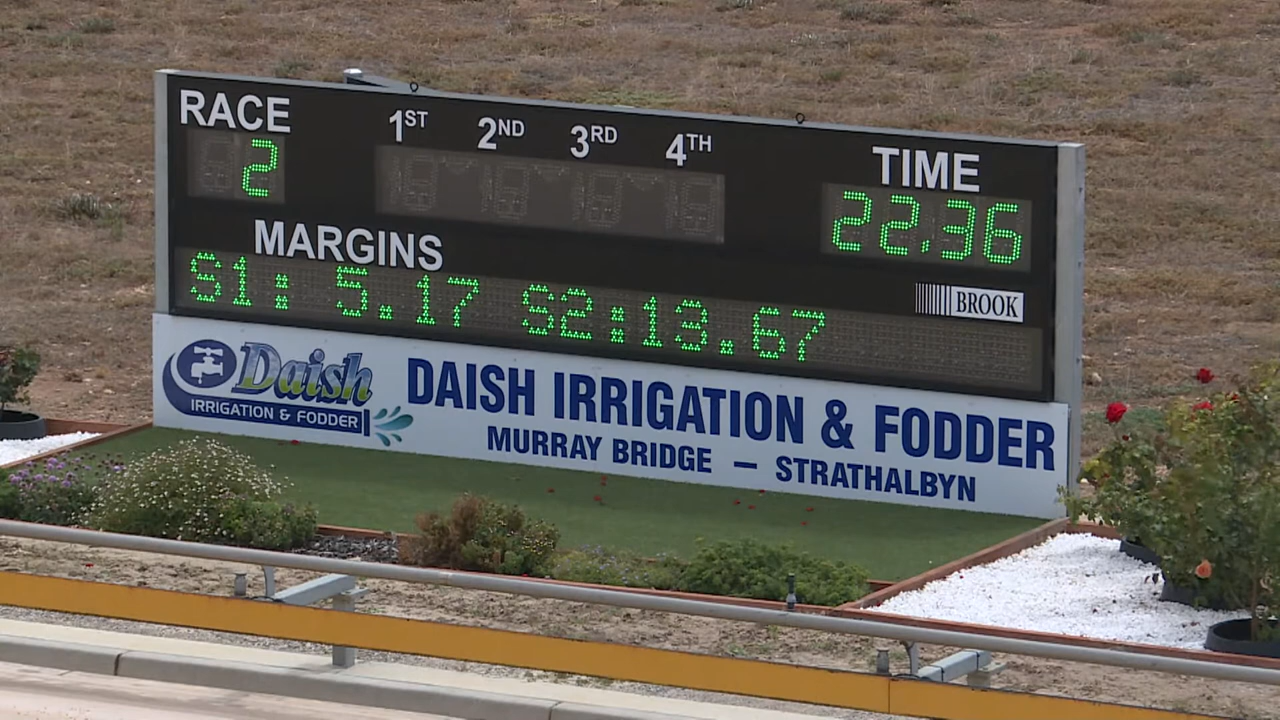 RACE 1ST 2ND 3RD 4TH TIME
2 22.36
MARGINS
S1: 5.17 S2:13.67
BROOK
Daish
IRRIGATION & FODDER
DAISH IRRIGATION & FODDER
MURRAY BRIDGE – STRATHALBYN